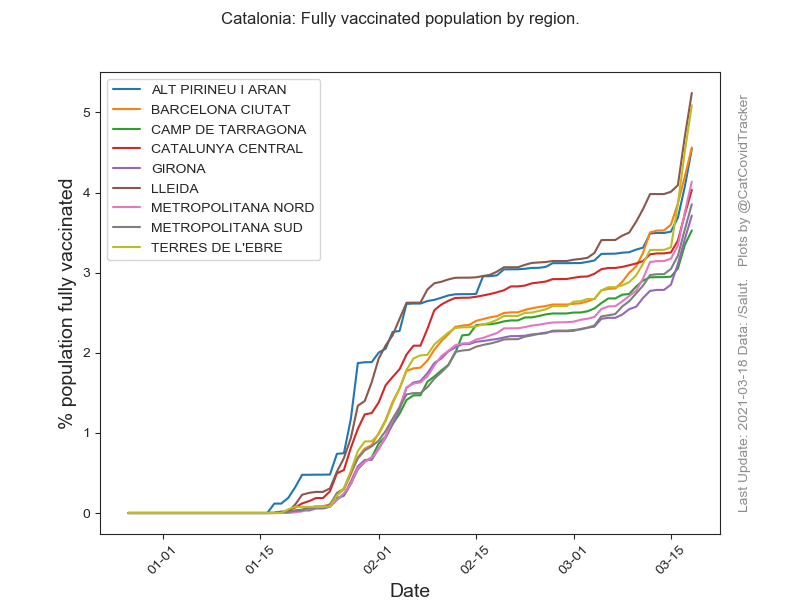 Catalonia: Fully vaccinated population by region.
ALT PIRINEU I ARAN
BARCELONA CIUTAT
CAMP DE TARRAGONA
CATALUNYA CENTRAL
GIRONA
LLEIDA
METROPOLITANA NORD
METROPOLITANA SUD
TERRES DE L'EBRE
% population fully vaccinated
5
4
3
2
1
0
01-01
01-15
02-01
02-15
03-01
03-15
Date
Last Update: 2021-03-18 Data: /Salut    Plots by @CatCovidTracker